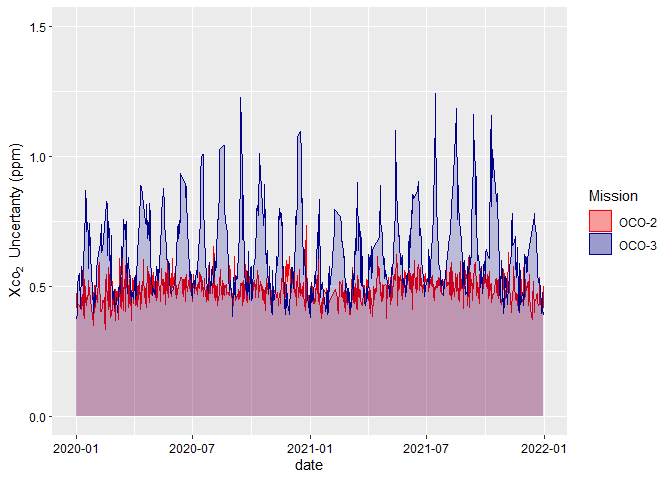 1.5
1.0
0.5
0.0
Xco₂ Uncertanty (ppm)
2020-01
2020-07
2021-01
2021-07
2022-01
date
Mission
OCO-2
OCO-3